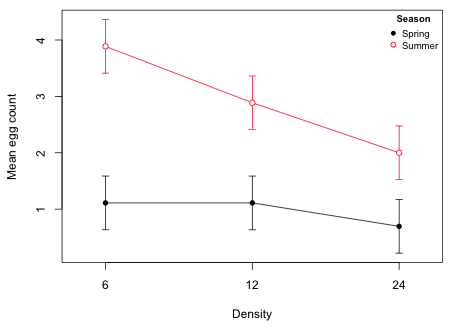 Season
Spring
Summer
4
3
2
1
Mean egg count
6 12 24
Density